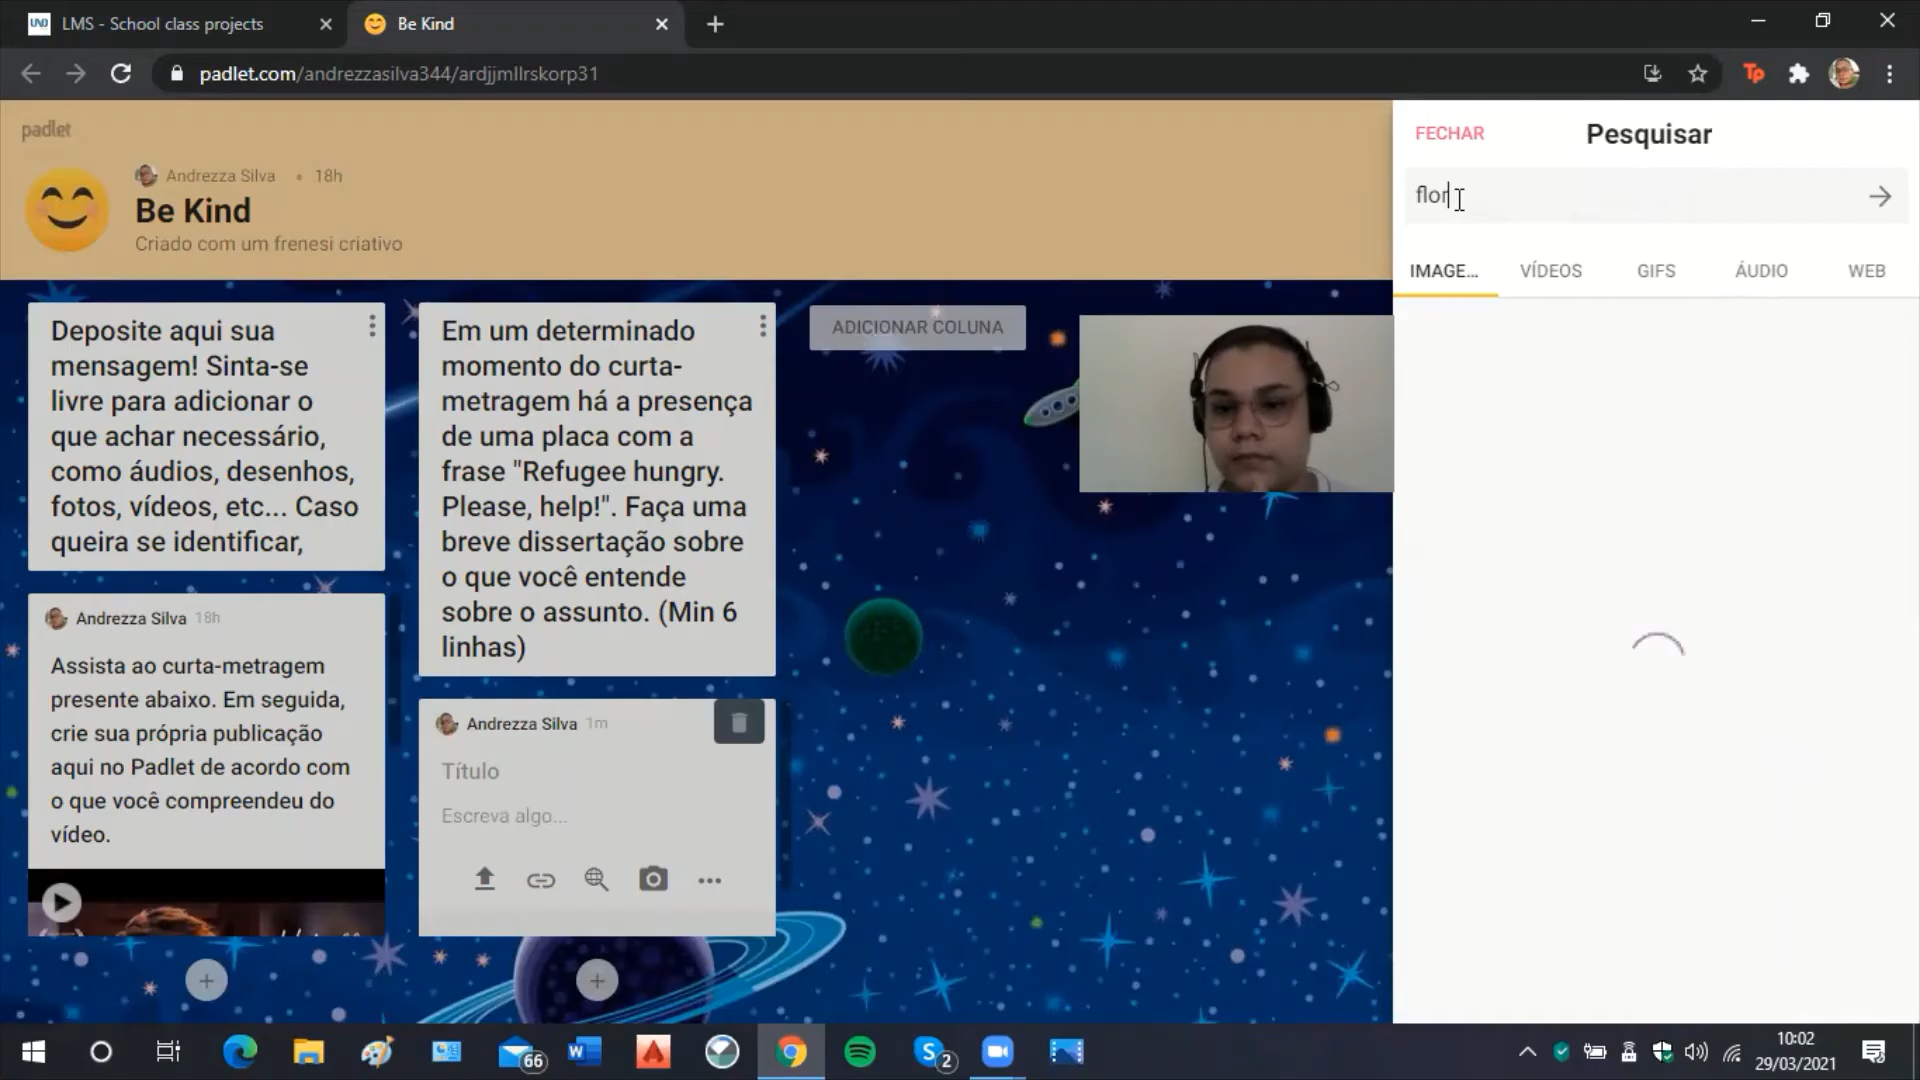 LMS - School class projects
Be Kind
padlet.com/andrezzasilva344/ardjjmllrskorp31
Tp
padlet
Andrezza Silva • 18h
Be Kind
Criado com um frenesi criativo
FECHAR
Pesquisar
flor
IMAGE...
VÍDEOS
GIFS
ÁUDIO
WEB
Deposite aqui sua
mensagem! Sinta-se
livre para adicionar o
que achar necessário,
como áudios, desenhos,
fotos, vídeos, etc... Caso
queira se identificar,
Andrezza Silva 18h
Assista ao curta-metragem
presente abaixo. Em seguida,
crie sua própria publicação
aqui no Padlet de acordo com
o que você compreendeu do
vídeo.
Em um determinado
momento do curta-
metragem há a presença
de uma placa com a
frase "Refugee hungry.
Please, help!". Faça uma
breve dissertação sobre
o que você entende
sobre o assunto. (Min 6
linhas)
Andrezza Silva 1m
Título
Escreva algo...
ADICIONAR COLUNA
66
2
10:02
29/03/2021